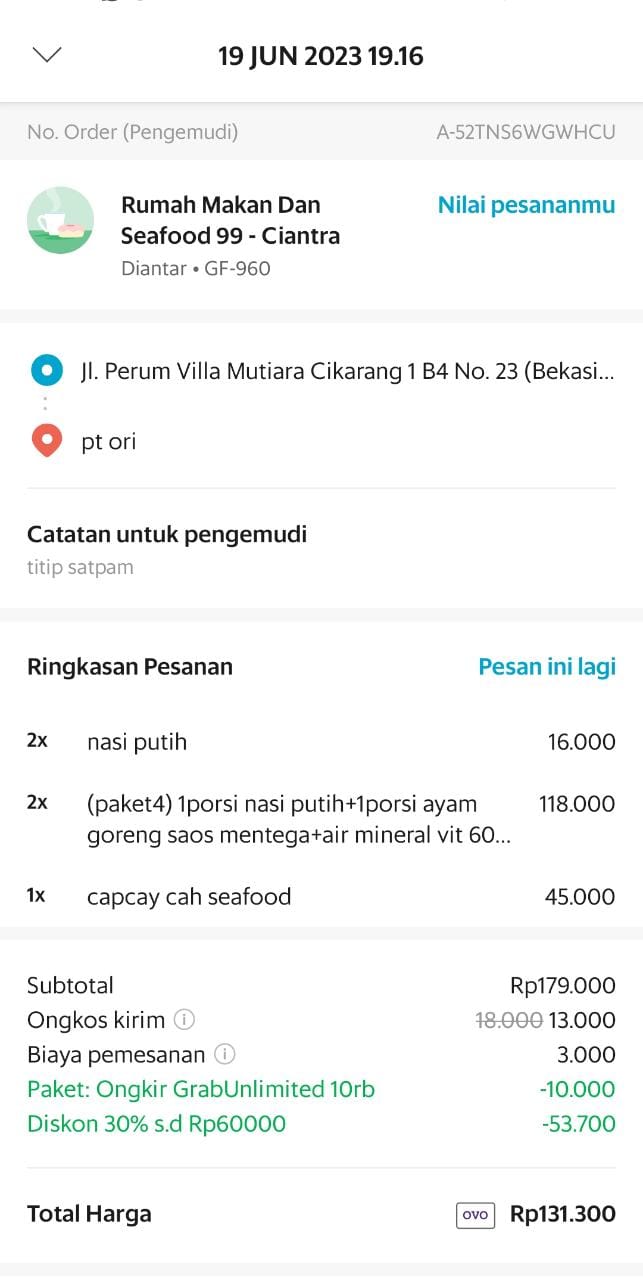 19 JUN 2023 19.16
No. Order (Pengemudi) A-52TNS6WGWHCU
Rumah Makan Dan Nilai pesananmu
Seafood 99 - Ciantra
Diantar • GF-960
Jl. Perum Villa Mutiara Cikarang 1 B4 No. 23 (Bekasi...
pt ori
Catatan untuk pengemudi
titip satpam
Ringkasan Pesanan Pesan ini lagi
2x nasi putih 16.000
2x (paket4) 1porsi nasi putih+1porsi ayam 118.000
goreng saos mentega+air mineral vit 60...
1x capcay cah seafood 45.000
Subtotal Rp179.000
Ongkos kirim 18.000 13.000
Biaya pemesanan 3.000
Paket: Ongkir GrabUnlimited 10rb -10.000
Diskon 30% s.d Rp60000 -53.700
Total Harga OVO Rp131.300